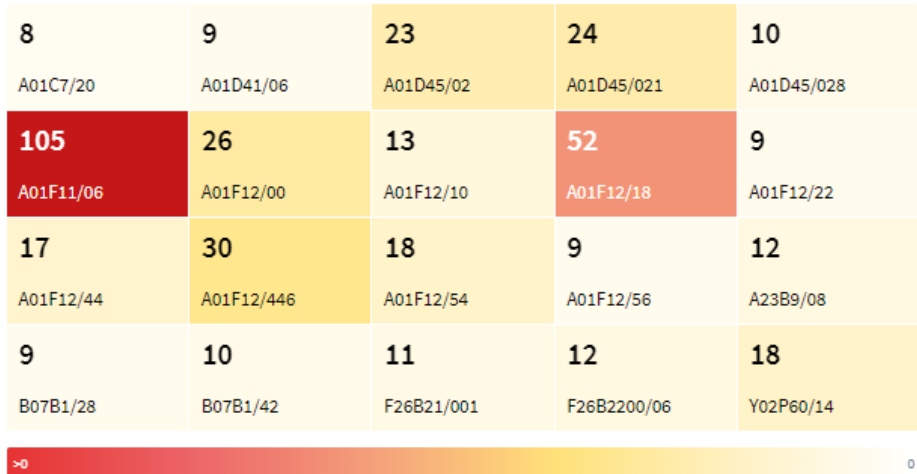 8 9 23 24 10
A01C7/20 A01D41/06 A01D45/02 A01D45/021 A01D45/028
105 26 13 52 9
A01F11/06 A01F12/00 A01F12/10 A01F12/18 A01F12/22
17 30 18 9 12
A01F12/44 A01F12/446 A01F12/54 A01F12/56 A23B9/08
9 10 11 12 18
B07B1/28 B07B1/42 F26B21/001 F26B2200/06 Y02P60/14
>0 0